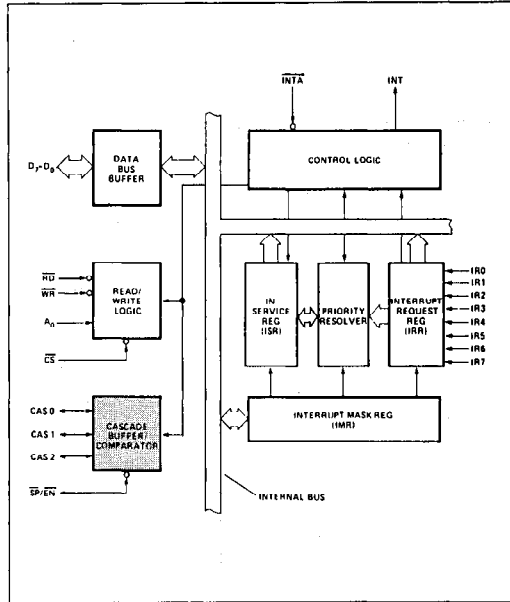 INTA
INT
DATA
BUS
BUFFER
D7-D0
CONTROL LOGIC
RD
WR
A0
CS
READ/
WRITE
LOGIC
IN
SERVICE
REG
(ISR)
PRIORITY
RESOLVER
INTERRUPT
REQUEST
REG
(IRR)
IR0
IR1
IR2
IR3
IR4
IR5
IR6
IR7
CAS 0
CAS 1
CAS 2
CASCADE
BUFFER/
COMPARATOR
INTERRUPT MASK REG
(IMR)
SP/EN
INTERNAL BUS